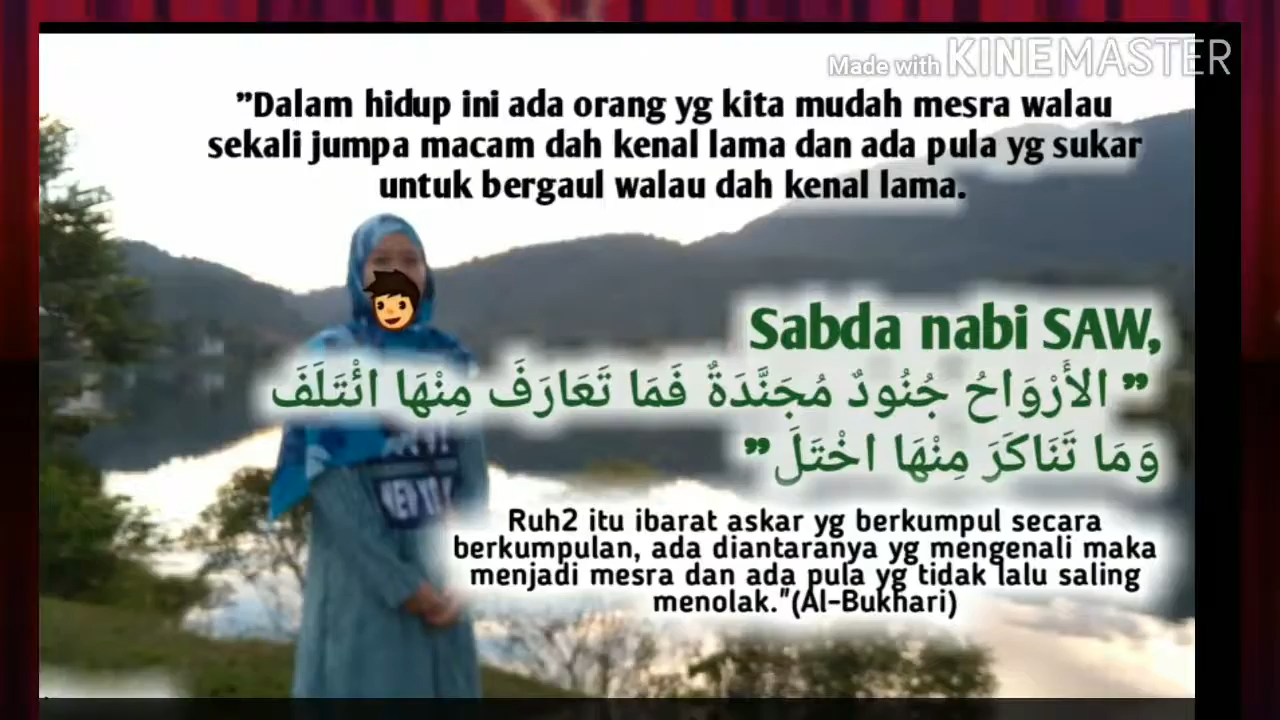 Made with KINEMASTER
”Dalam hidup ini ada orang yg kita mudah mesra walau
sekali jumpa macam dah kenal lama dan ada pula yg sukar
untuk bergaul walau dah kenal lama.
Sabda nabi SAW,
” الأَرْوَاحُ جُنُودٌ مُجَنَّدَةٌ فَمَا تَعَارَفَ مِنْهَا ائْتَلَفَ
وَمَا تَنَاكَرَ مِنْهَا اخْتَلَ”
NEW YO
Ruh2 itu ibarat askar yg berkumpul secara
berkumpulan, ada diantaranya yg mengenali maka
menjadi mesra dan ada pula yg tidak lalu saling
menolak."(Al-Bukhari)